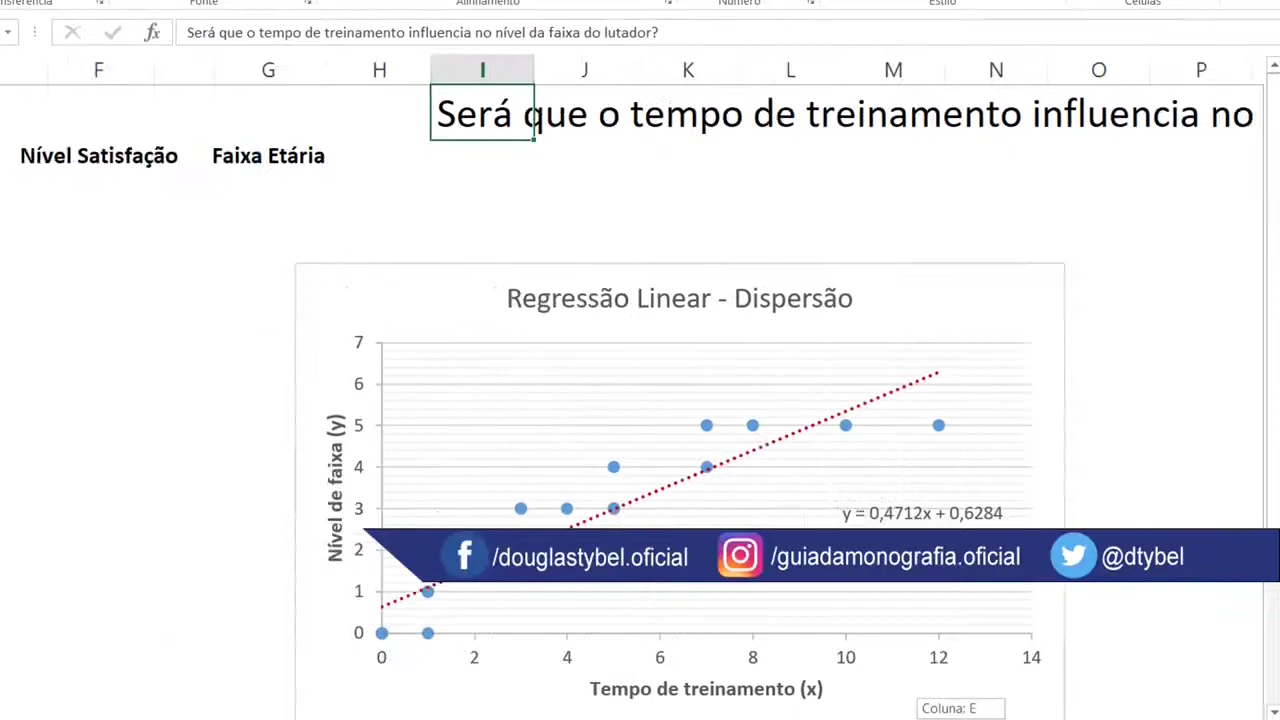 nsferência Fonte Alinhamento Número Estilo Células
fx Será que o tempo de treinamento influencia no nível da faixa do lutador?
F G H I J K L M N O P
Será que o tempo de treinamento influencia no
Nível Satisfação Faixa Etária
Regressão Linear - Dispersão
7
6
5
4
3
2
1
0
Nível de faixa (y)
y = 0,4712x + 0,6284
/douglastybel.oficial /guiadamonografia.oficial @dtybel
0 2 4 6 8 10 12 14
Tempo de treinamento (x)
Coluna: E